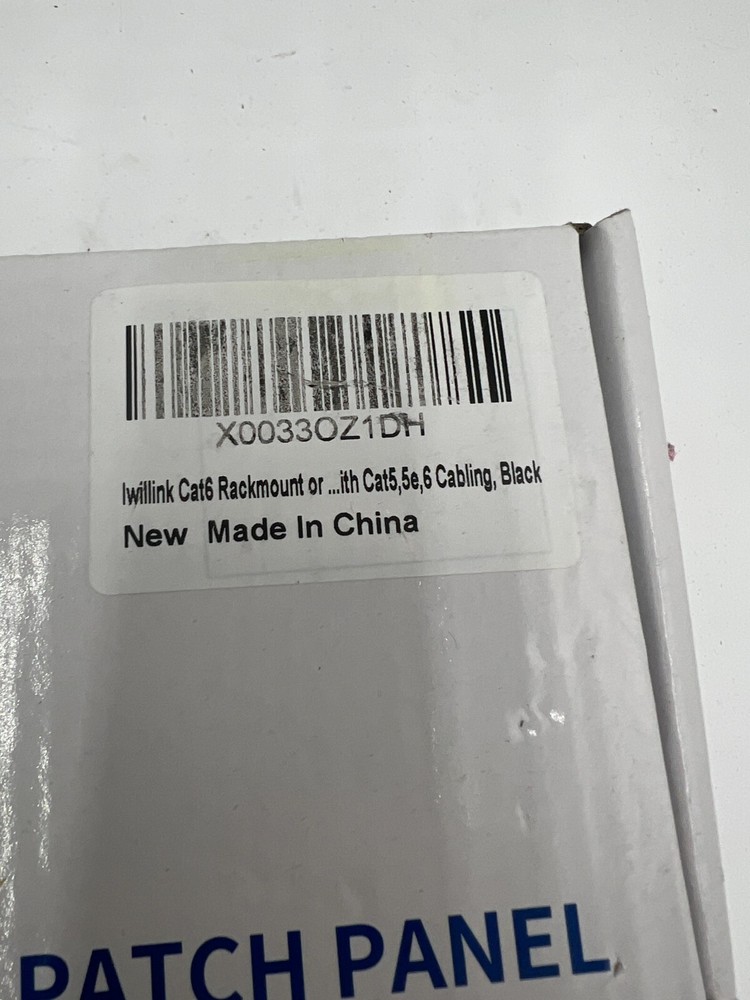 X0033OZ1DH
Iwillink Cat6 Rackmount or ...ith Cat5,5e,6 Cabling, Black
New Made In China
PATCH PANEL